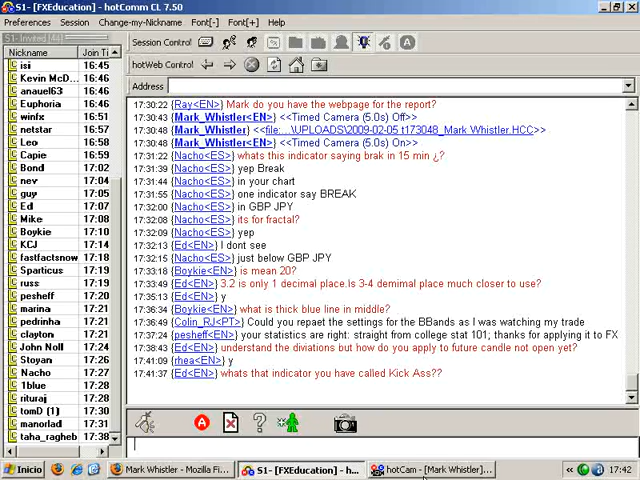 S1- [FXEducation] - hotComm CL 7.50
Preferences Session Change-my-Nickname Font[-] Font[+] Help
S1- Invited (44)
Nickname Join Ti
isi 16:45
Kevin McD... 16:46
anauel63 16:46
Euphoria 16:46
winfx 16:51
netstar 16:57
Leo 16:58
Capie 16:59
Bond 17:02
nev 17:04
guy 17:05
Ed 17:07
Mike 17:08
Boykie 17:10
KCJ 17:14
fastfactsnow 17:16
Sparticus 17:19
russ 17:19
pesheff 17:20
marina 17:21
pedrinha 17:21
clayton 17:21
John Noll 17:24
Stoyan 17:26
Nacho 17:27
1blue 17:28
rituraj 17:28
tomD (1) 17:30
manorlad 17:31
taha_ragheb 17:38
Session Control
hotWeb Control
Address
17:30:22 {Ray<EN>} Mark do you have the webpage for the report?
17:30:43 {Mark_Whistler<EN>} <<Timed Camera (5.0s) Off>>
17:30:48 {Mark_Whistler<EN>} <<file:...\UPLOADS\2009-02-05 t173048_Mark Whistler.HCC>>
17:30:48 {Mark_Whistler<EN>} <<Timed Camera (5.0s) On>>
17:31:22 {Nacho<ES>} whats this indicator saying brak in 15 min ¿?
17:31:39 {Nacho<ES>} yep Break
17:31:44 {Nacho<ES>} in your chart
17:31:55 {Nacho<ES>} one indicator say BREAK
17:32:00 {Nacho<ES>} in GBP JPY
17:32:08 {Nacho<ES>} its for fractal?
17:32:09 {Nacho<ES>} yep
17:32:13 {Ed<EN>} I dont see
17:32:15 {Nacho<ES>} just below GBP JPY
17:33:18 {Boykie<EN>} is mean 20?
17:33:49 {Ed<EN>} 3.2 is only 1 decimal place.Is 3-4 demimal place much closer to use?
17:35:13 {Ed<EN>} y
17:36:34 {Boykie<EN>} what is thick blue line in middle?
17:36:49 {Colin_RJ<PT>} Could you repaet the settings for the BBands as I was watching my trade
17:37:24 {pesheff<EN>} your statistics are right: straight from college stat 101; thanks for applying it to FX
17:38:43 {Ed<EN>} understand the diviations but how do you apply to future candle not open yet?
17:41:09 {rhea<EN>} y
17:41:37 {Ed<EN>} whats that indicator you have called Kick Ass??
Inicio
Mark Whistler - Mozilla Fi...
S1- [FXEducation] - h...
hotCam - [Mark Whistler]...
17:42